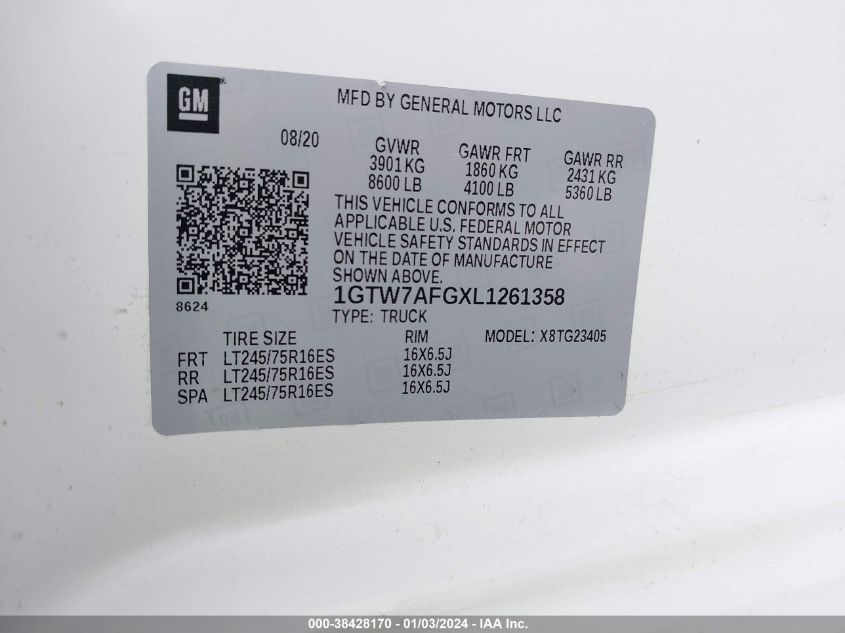 GM
MFD BY GENERAL MOTORS LLC
08/20
GVWR
3901 KG
8600 LB
GAWR FRT
1860 KG
4100 LB
GAWR RR
2431 KG
5360 LB
THIS VEHICLE CONFORMS TO ALL
APPLICABLE U.S. FEDERAL MOTOR
VEHICLE SAFETY STANDARDS IN EFFECT
ON THE DATE OF MANUFACTURE
SHOWN ABOVE.
8624
1GTW7AFGXL1261358
TYPE: TRUCK
TIRE SIZE RIM MODEL: X8TG23405
FRT LT245/75R16ES 16X6.5J
RR LT245/75R16ES 16X6.5J
SPA LT245/75R16ES 16X6.5J
000-38428170 - 01/03/2024 - IAA Inc.